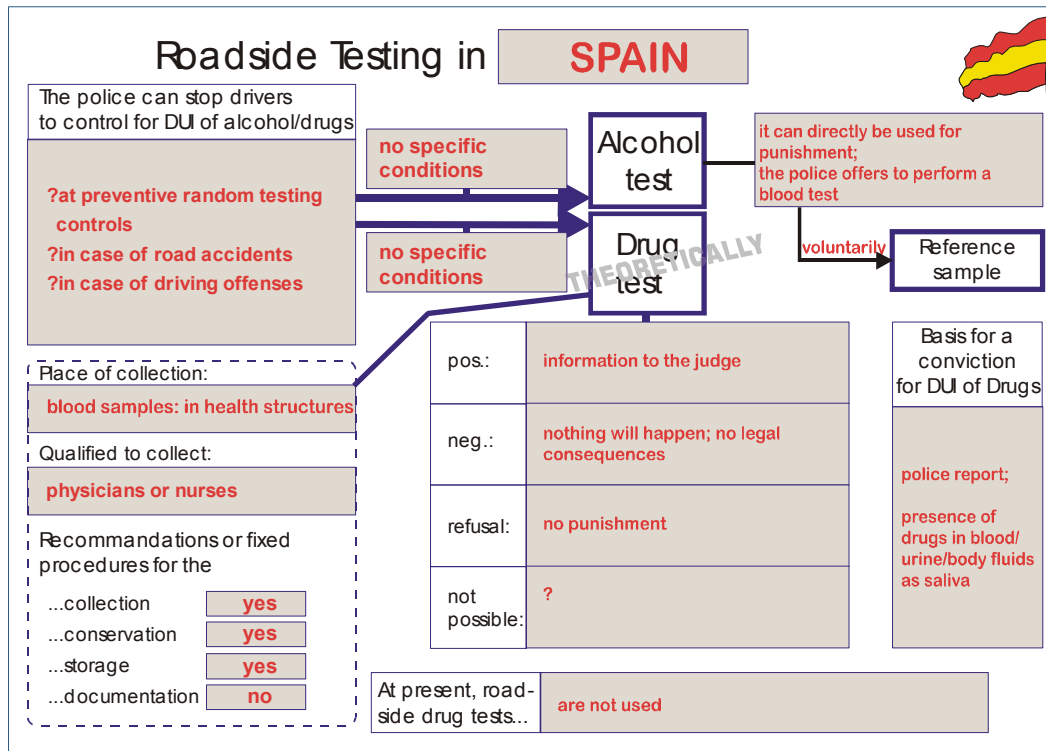 Roadside Testing in SPAIN
The police can stop drivers
to control for DUI of alcohol/drugs
?at preventive random testing
controls
?in case of road accidents
?in case of driving offenses
no specific
conditions
no specific
conditions
Alcohol
test
Drug
test
THEORETICALLY
it can directly be used for
punishment;
the police offers to perform a
blood test
voluntarily
Reference
sample
Place of collection:
blood samples: in health structures
Qualified to collect:
physicians or nurses
Recommandations or fixed
procedures for the
...collection yes
...conservation yes
...storage yes
...documentation no
pos.: information to the judge
neg.: nothing will happen; no legal
consequences
refusal: no punishment
not
possible: ?
Basis for a
conviction
for DUI of Drugs
police report;
presence of
drugs in blood/
urine/body fluids
as saliva
At present, road-
side drug tests... are not used